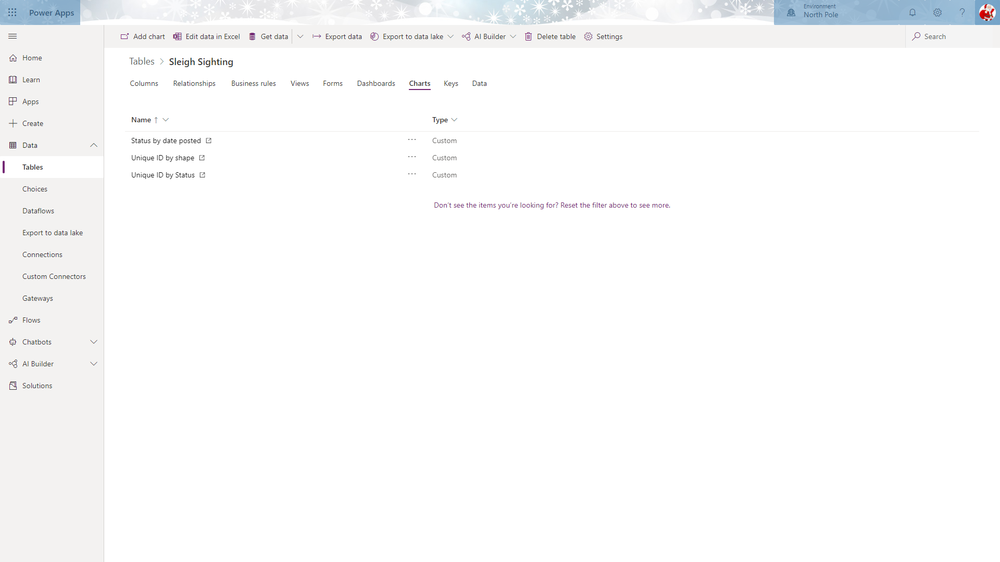 Power Apps
Environment
North Pole
Add chart
Edit data in Excel
Get data
Export data
Export to data lake
AI Builder
Delete table
Settings
Search
Home
Learn
Apps
Create
Data
Tables
Choices
Dataflows
Export to data lake
Connections
Custom Connectors
Gateways
Flows
Chatbots
AI Builder
Solutions
Tables > Sleigh Sighting
Columns Relationships Business rules Views Forms Dashboards Charts Keys Data
Name ↑ Type
Status by date posted ··· Custom
Unique ID by shape ··· Custom
Unique ID by Status ··· Custom
Don't see the items you're looking for? Reset the filter above to see more.